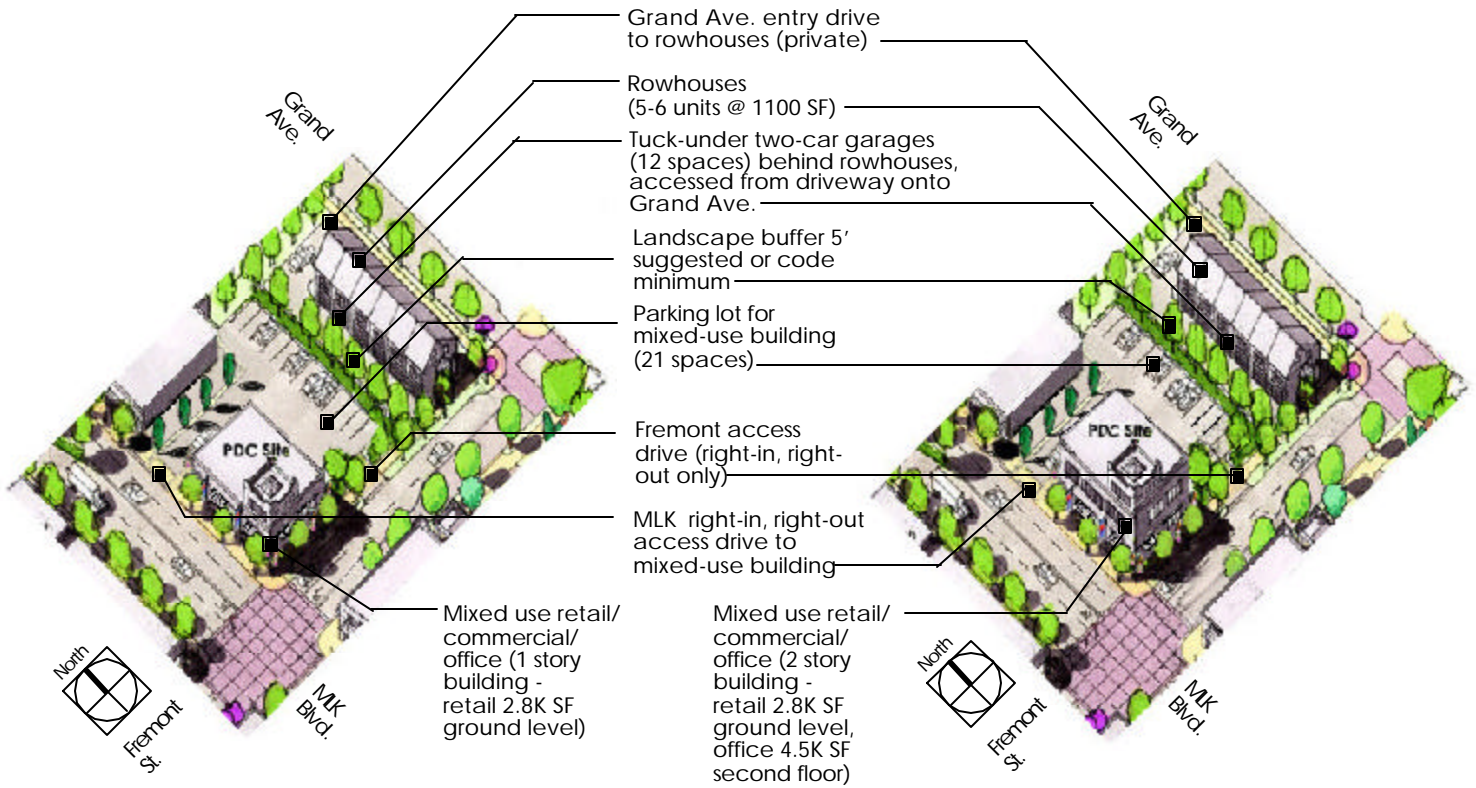 Grand Ave. entry drive
to rowhouses (private)
Rowhouses
(5-6 units @ 1100 SF)
Tuck-under two-car garages
(12 spaces) behind rowhouses,
accessed from driveway onto
Grand Ave.
Landscape buffer 5'
suggested or code
minimum
Parking lot for
mixed-use building
(21 spaces)
Fremont access
drive (right-in, right-
out only)
MLK right-in, right-out
access drive to
mixed-use building
Grand
Ave.
PDC Site
Mixed use retail/
commercial/
office (1 story
building -
retail 2.8K SF
ground level)
North
Fremont
St.
MLK
Blvd.
Grand
Ave.
PDC Site
Mixed use retail/
commercial/
office (2 story
building -
retail 2.8K SF
ground level,
office 4.5K SF
second floor)
North
Fremont
St.
MLK
Blvd.